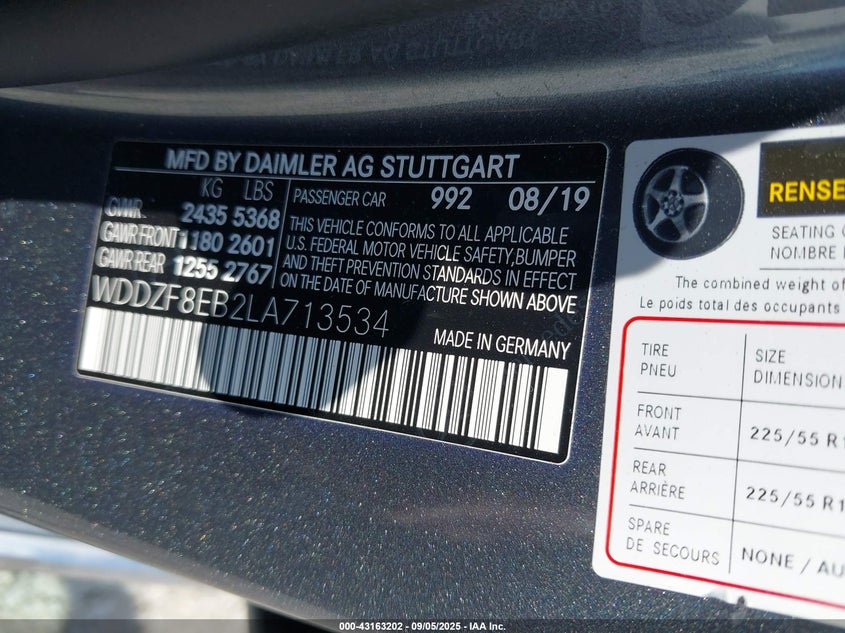 MFD BY DAIMLER AG STUTTGART
KG LBS
GVWR 2435 5368
GAWR FRONT 1180 2601
GAWR REAR 1255 2767
PASSENGER CAR 992 08/19
THIS VEHICLE CONFORMS TO ALL APPLICABLE
U.S. FEDERAL MOTOR VEHICLE SAFETY, BUMPER
AND THEFT PREVENTION STANDARDS IN EFFECT
ON THE DATE OF MANUFACTURE SHOWN ABOVE
WDDZF8EB2LA713534
MADE IN GERMANY
RENSE
SEATING
NOMBRE
The combined weight of
Le poids total des occupants
TIRE
PNEU
SIZE
DIMENSION
FRONT
AVANT
225/55 R1
REAR
ARRIÈRE
225/55 R1
SPARE
DE SECOURS
NONE / AU
000-43163202 - 09/05/2025 - IAA Inc.